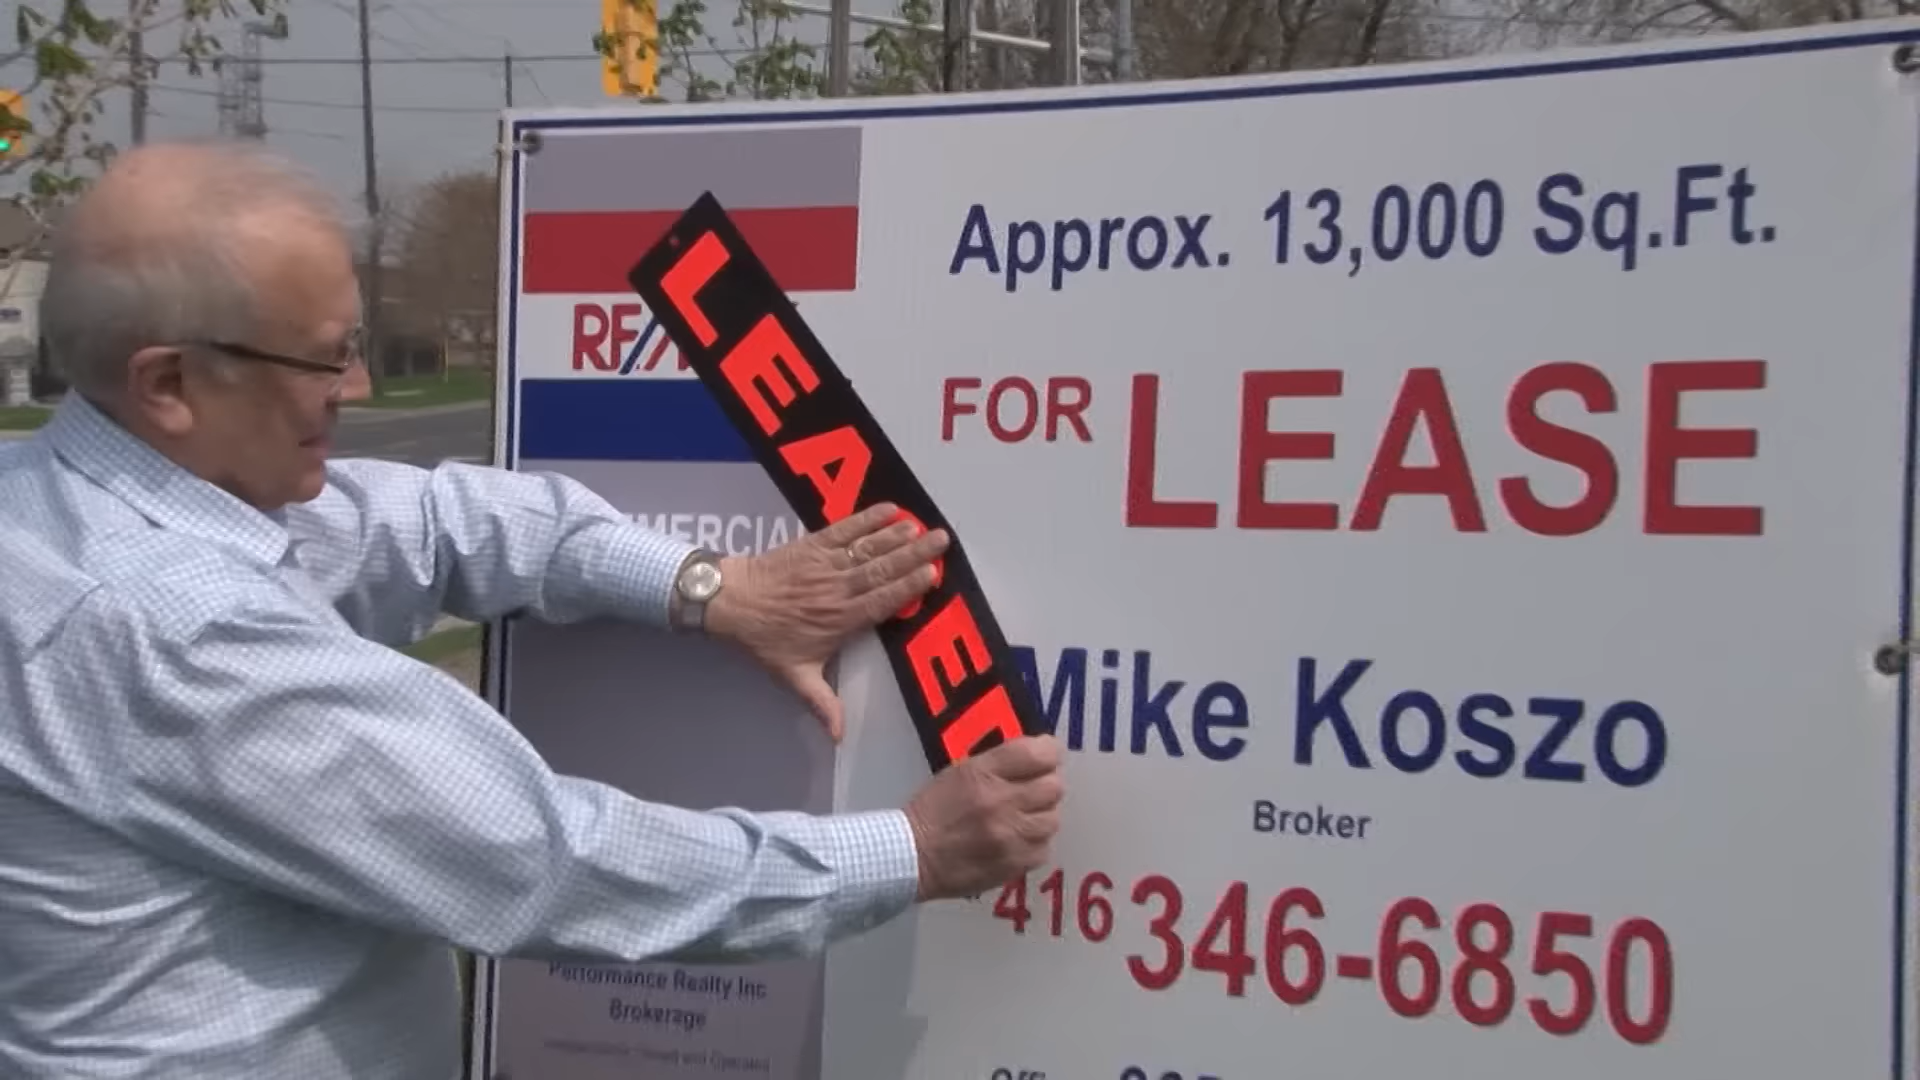 Approx. 13,000 Sq.Ft.
FOR LEASE
RE/
LEASED
MERCIAL
Mike Koszo
Broker
416 346-6850
Performance Realty Inc
Brokerage